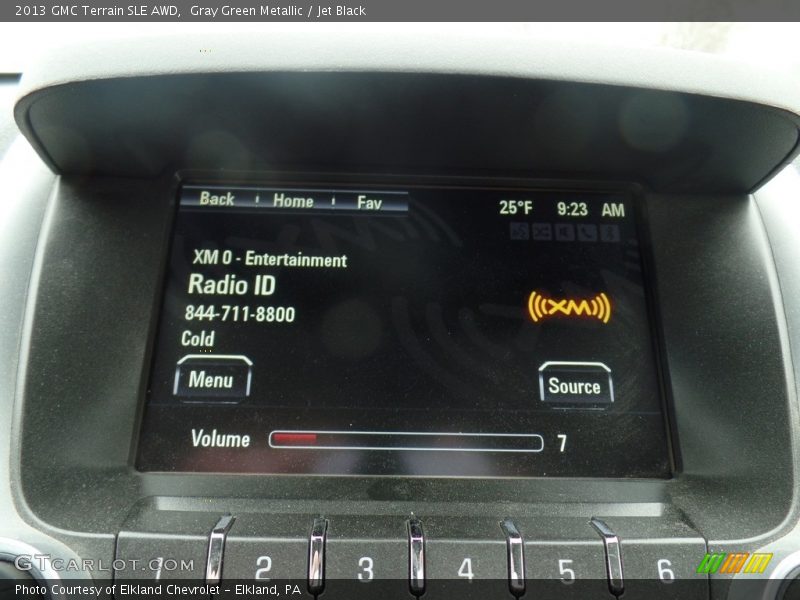 2013 GMC Terrain SLE AWD, Gray Green Metallic / Jet Black
Back Home Fav 25°F 9:23 AM
XM 0 - Entertainment
Radio ID
844-711-8800
((XM))
Cold
Menu Source
Volume 7
1 2 3 4 5 6
GTCARLOT.COM
Photo Courtesy of Elkland Chevrolet - Elkland, PA